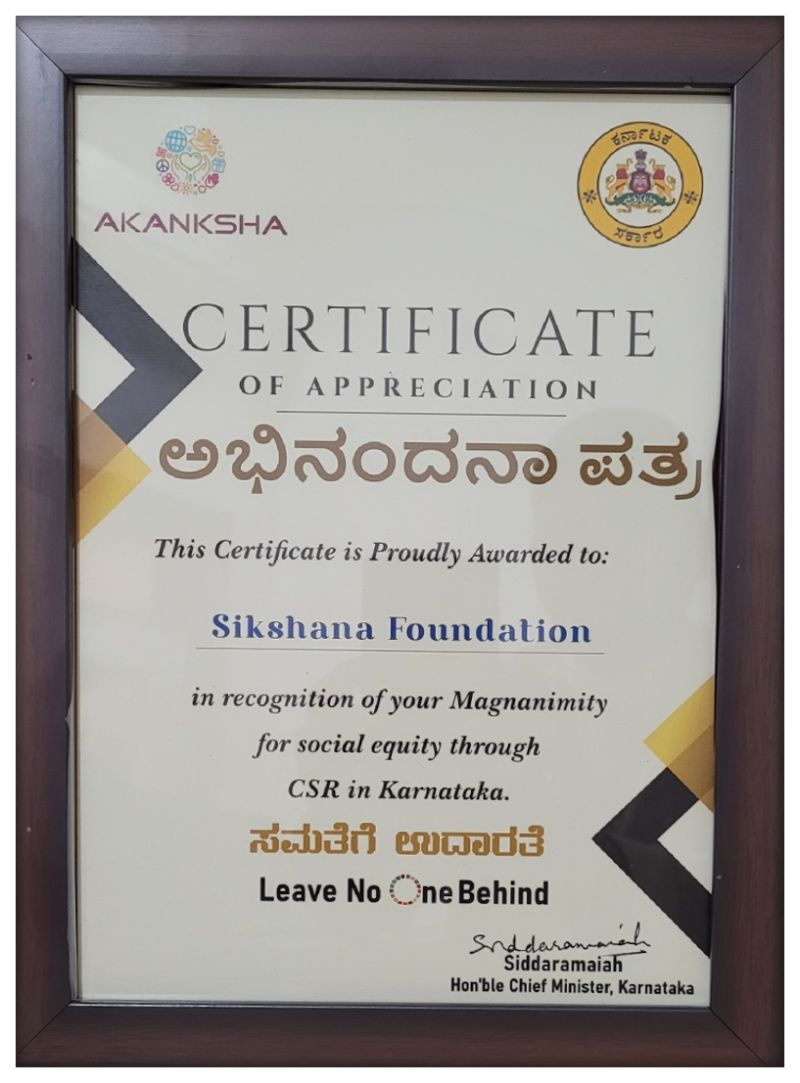 AKANKSHA
ಕರ್ನಾಟಕ
ಸರ್ಕಾರ
CERTIFICATE
OF APPRECIATION
ಅಭಿನಂದನಾ ಪತ್ರ
This Certificate is Proudly Awarded to:
Sikshana Foundation
in recognition of your Magnanimity
for social equity through
CSR in Karnataka.
ಸಮತೆಗೆ ಉದಾರತೆ
Leave No One Behind
Siddaramaiah
Siddaramaiah
Hon'ble Chief Minister, Karnataka